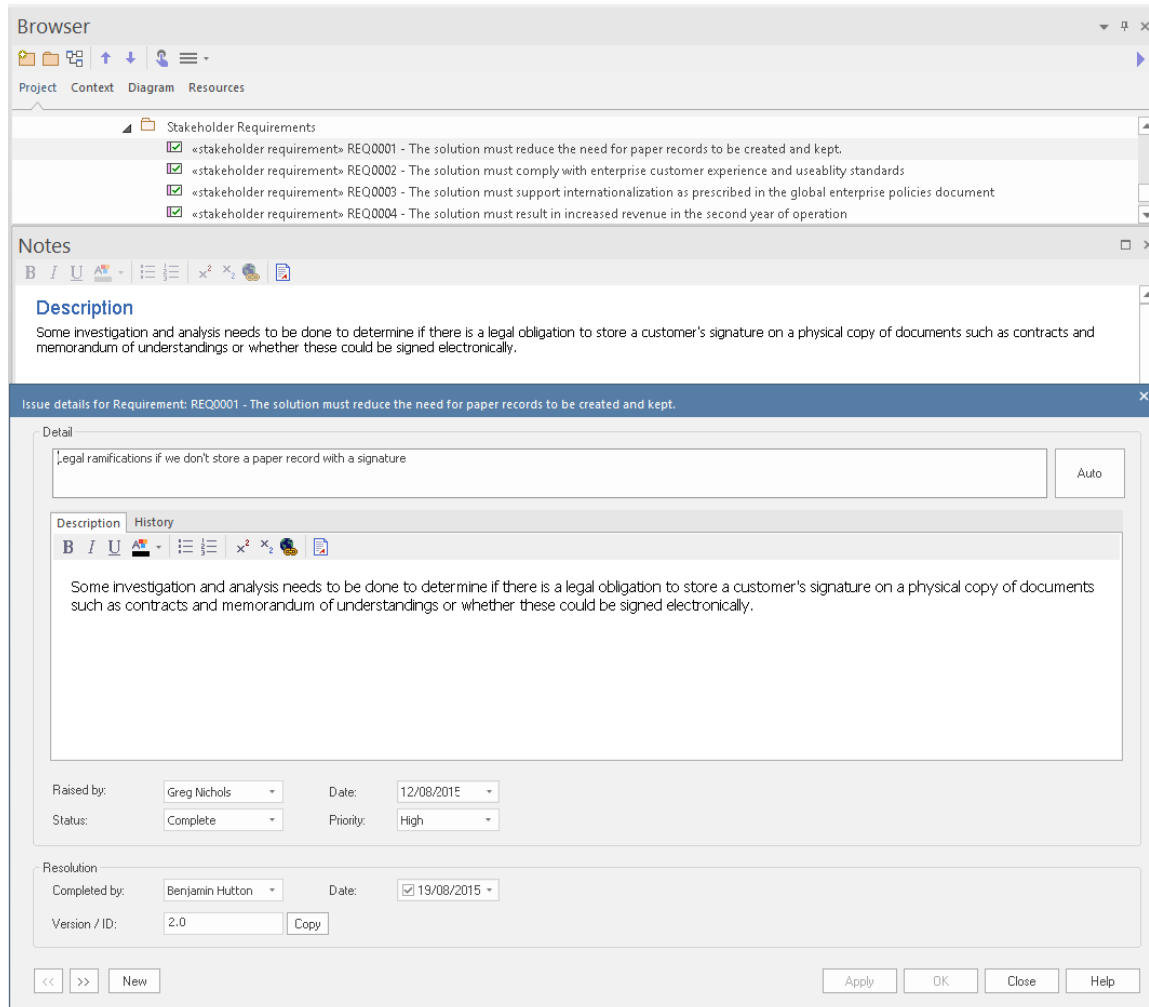 Browser
Project Context Diagram Resources
Stakeholder Requirements
«stakeholder requirement» REQ0001 - The solution must reduce the need for paper records to be created and kept.
«stakeholder requirement» REQ0002 - The solution must comply with enterprise customer experience and useablity standards
«stakeholder requirement» REQ0003 - The solution must support internationalization as prescribed in the global enterprise policies document
«stakeholder requirement» REQ0004 - The solution must result in increased revenue in the second year of operation
Notes
B I U A x² x₂
Description
Some investigation and analysis needs to be done to determine if there is a legal obligation to store a customer's signature on a physical copy of documents such as contracts and
memorandum of understandings or whether these could be signed electronically.
Issue details for Requirement: REQ0001 - The solution must reduce the need for paper records to be created and kept.
Detail
Legal ramifications if we don't store a paper record with a signature
Auto
Description History
B I U A x² x₂
Some investigation and analysis needs to be done to determine if there is a legal obligation to store a customer's signature on a physical copy of documents
such as contracts and memorandum of understandings or whether these could be signed electronically.
Raised by: Greg Nichols Date: 12/08/2015
Status: Complete Priority: High
Resolution
Completed by: Benjamin Hutton Date: 19/08/2015
Version / ID: 2.0 Copy
<< >> New Apply OK Close Help